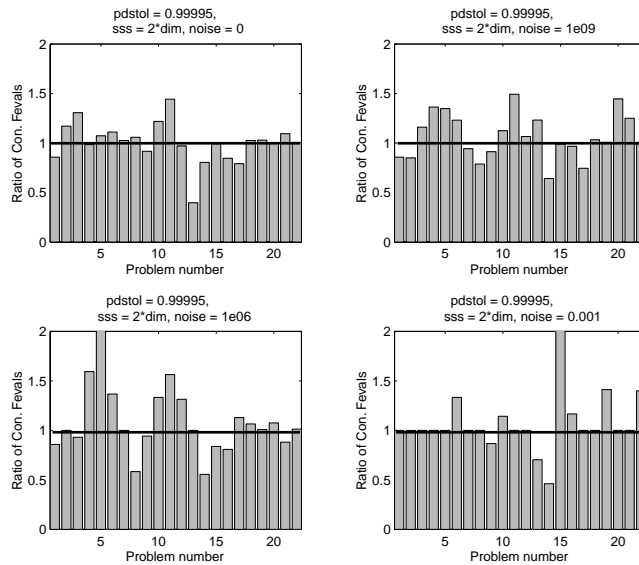 pdstol = 0.99995,
sss = 2*dim, noise = 0
2
1.5
1
0.5
0
Ratio of Con. Fevals
5
10
15
20
Problem number
pdstol = 0.99995,
sss = 2*dim, noise = 1e09
2
1.5
1
0.5
0
Ratio of Con. Fevals
5
10
15
20
Problem number
pdstol = 0.99995,
sss = 2*dim, noise = 1e06
2
1.5
1
0.5
0
Ratio of Con. Fevals
5
10
15
20
Problem number
pdstol = 0.99995,
sss = 2*dim, noise = 0.001
2
1.5
1
0.5
0
Ratio of Con. Fevals
5
10
15
20
Problem number